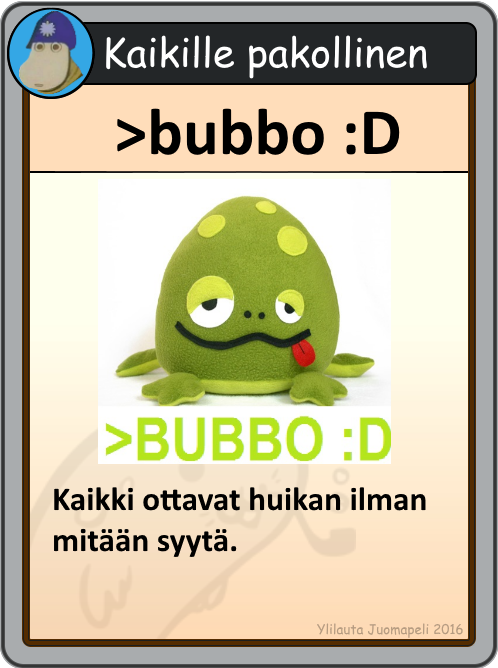 Kaikille pakollinen
>bubbo :D
>BUBBO :D
Kaikki ottavat huikan ilman
mitään syytä.
Ylilauta Juomapeli 2016